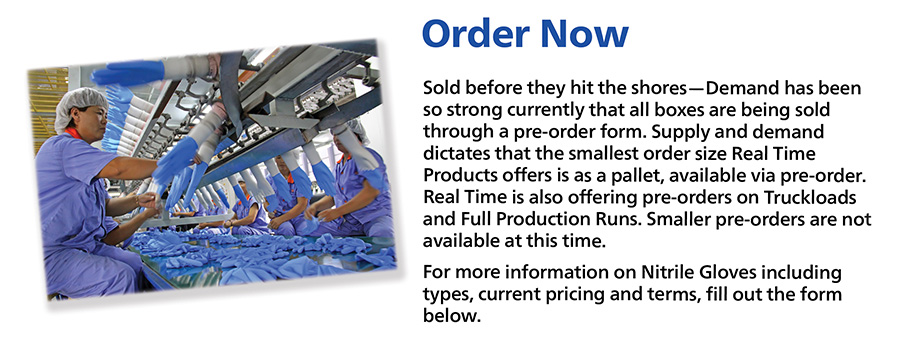 Order Now
Sold before they hit the shores—Demand has been
so strong currently that all boxes are being sold
through a pre-order form. Supply and demand
dictates that the smallest order size Real Time
Products offers is as a pallet, available via pre-order.
Real Time is also offering pre-orders on Truckloads
and Full Production Runs. Smaller pre-orders are not
available at this time.
For more information on Nitrile Gloves including
types, current pricing and terms, fill out the form
below.